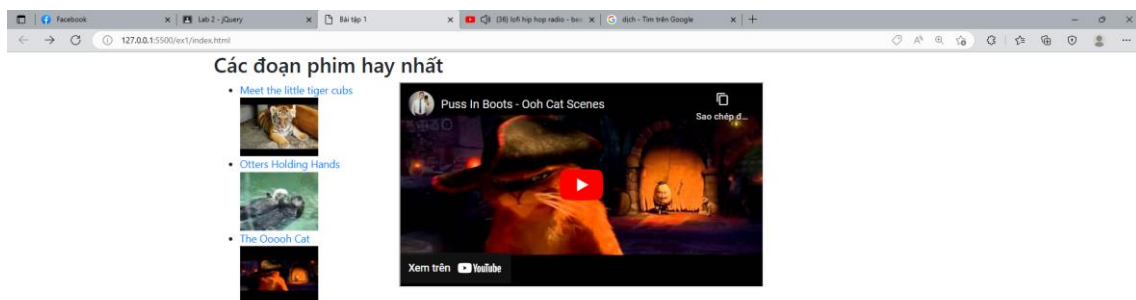 Facebook
Lab 2 - jQuery
Bài tập 1
(36) lofi hip hop radio - bea
dịch - Tìm trên Google
127.0.0.1:5500/ex1/index.html
Các đoạn phim hay nhất
Meet the little tiger cubs
Otters Holding Hands
The Ooooh Cat
Puss In Boots - Ooh Cat Scenes
Sao chép đ...
Xem trên YouTube